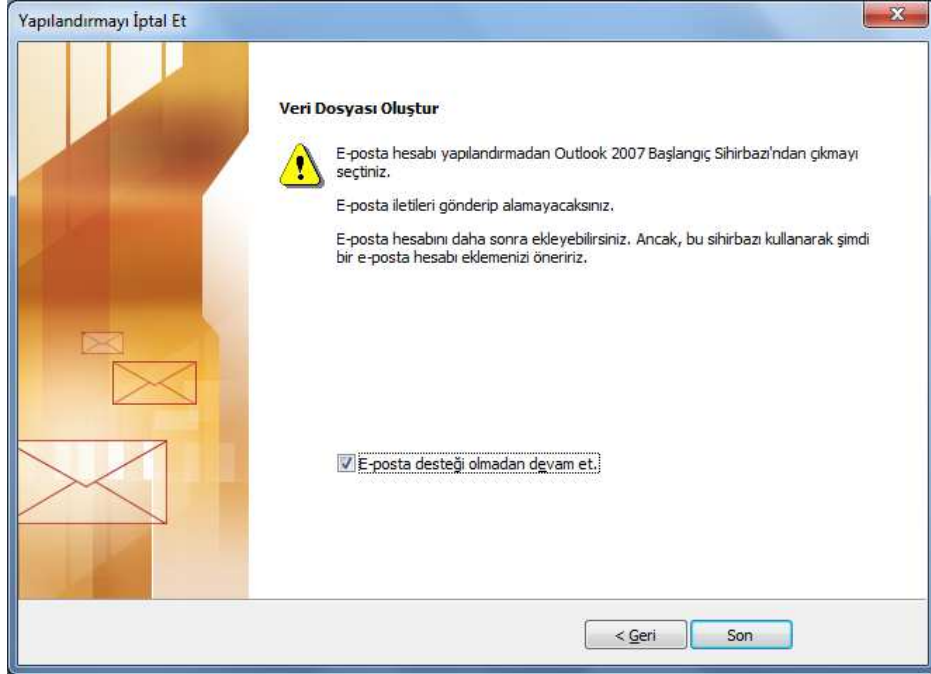 Yapılandırmayı İptal Et
Veri Dosyası Oluştur
E-posta hesabı yapılandırmadan Outlook 2007 Başlangıç Sihirbazı'ndan çıkmayı
seçtiniz.
E-posta iletileri gönderip alamayacaksınız.
E-posta hesabını daha sonra ekleyebilirsiniz. Ancak, bu sihirbazı kullanarak şimdi
bir e-posta hesabı eklemenizi öneririz.
E-posta desteği olmadan devam et.
< Geri
Son